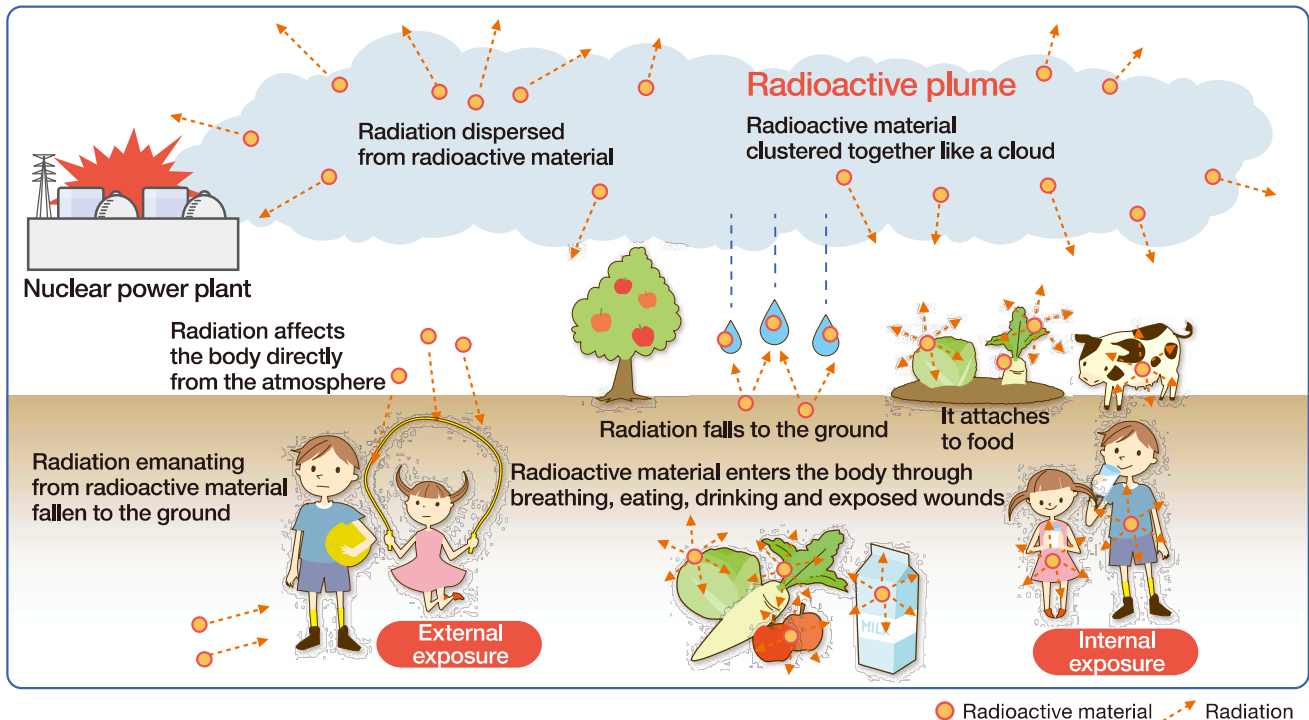 Radioactive plume
Radiation dispersed
from radioactive material
Radioactive material
clustered together like a cloud
Nuclear power plant
Radiation affects
the body directly
from the atmosphere
Radiation falls to the ground
It attaches
to food
Radiation emanating
from radioactive material
fallen to the ground
Radioactive material enters the body through
breathing, eating, drinking and exposed wounds
MILK
External
exposure
Internal
exposure
Radioactive material
Radiation